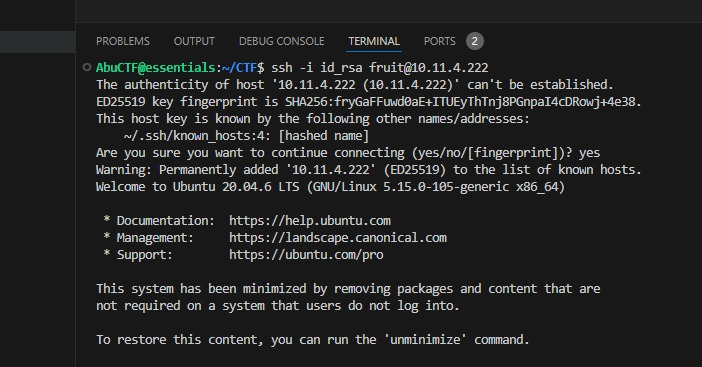 PROBLEMS OUTPUT DEBUG CONSOLE TERMINAL PORTS 2
AbuCTF@essentials:~/CTF$ ssh -i id_rsa fruit@10.11.4.222
The authenticity of host '10.11.4.222 (10.11.4.222)' can't be established.
ED25519 key fingerprint is SHA256:fryGaFFuwd0aE+ITUEyThTnj8PGnpaI4cDRowj+4e38.
This host key is known by the following other names/addresses:
    ~/.ssh/known_hosts:4: [hashed name]
Are you sure you want to continue connecting (yes/no/[fingerprint])? yes
Warning: Permanently added '10.11.4.222' (ED25519) to the list of known hosts.
Welcome to Ubuntu 20.04.6 LTS (GNU/Linux 5.15.0-105-generic x86_64)

 * Documentation:  https://help.ubuntu.com
 * Management:     https://landscape.canonical.com
 * Support:        https://ubuntu.com/pro

This system has been minimized by removing packages and content that are
not required on a system that users do not log into.

To restore this content, you can run the 'unminimize' command.